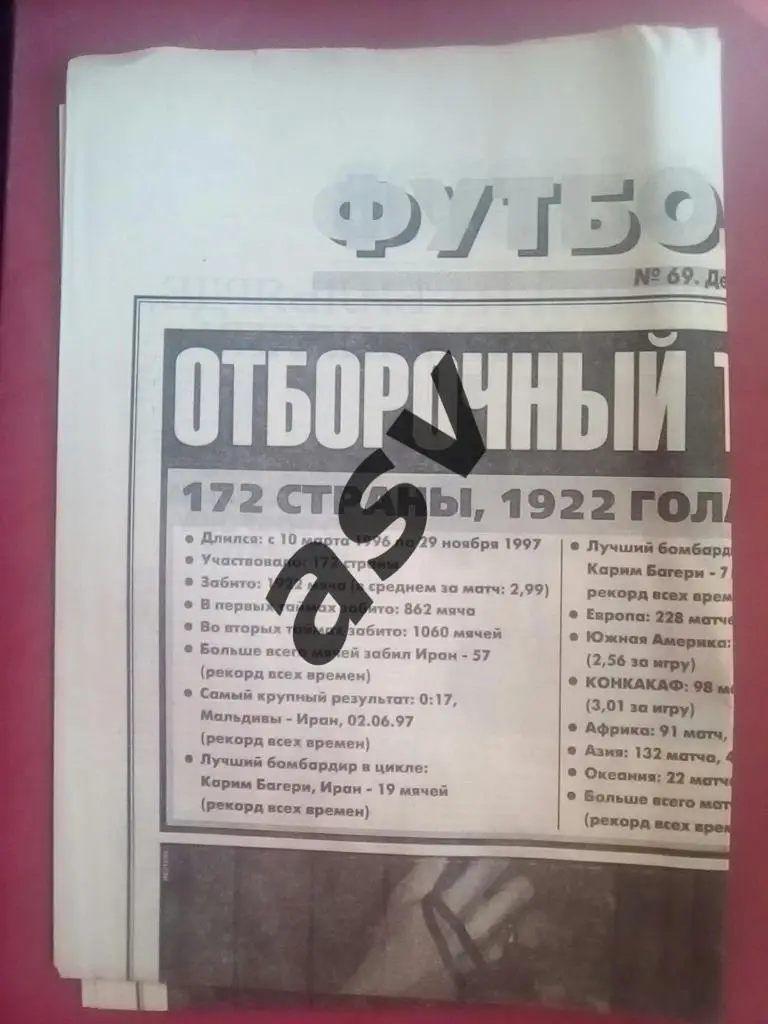 ФУТБО
№ 69. Де
ОТБОРОЧНЫЙ Т
172 СТРАНЫ, 1922 ГОЛА
• Длился: с 10 марта 1996 по 29 ноября 1997
• Участвовало: 172 страны
• Забито: 1922 мяча (в среднем за матч: 2,99)
• В первых таймах забито: 862 мяча
• Во вторых таймах забито: 1060 мячей
• Больше всего мячей забил Иран - 57
(рекорд всех времен)
• Самый крупный результат: 0:17,
Мальдивы - Иран, 02.06.97
(рекорд всех времен)
• Лучший бомбардир в цикле:
Карим Багери, Иран - 19 мячей
(рекорд всех времен)
• Лучший бомбарди
Карим Багери - 7
рекорд всех врем
• Европа: 228 матче
• Южная Америка:
(2,56 за игру)
• КОНКАКАФ: 98 м
(3,01 за игру)
• Африка: 91 матч,
• Азия: 132 матча, 4
• Океания: 22 матч
• Больше всего мат
(рекорд всех врем
asv